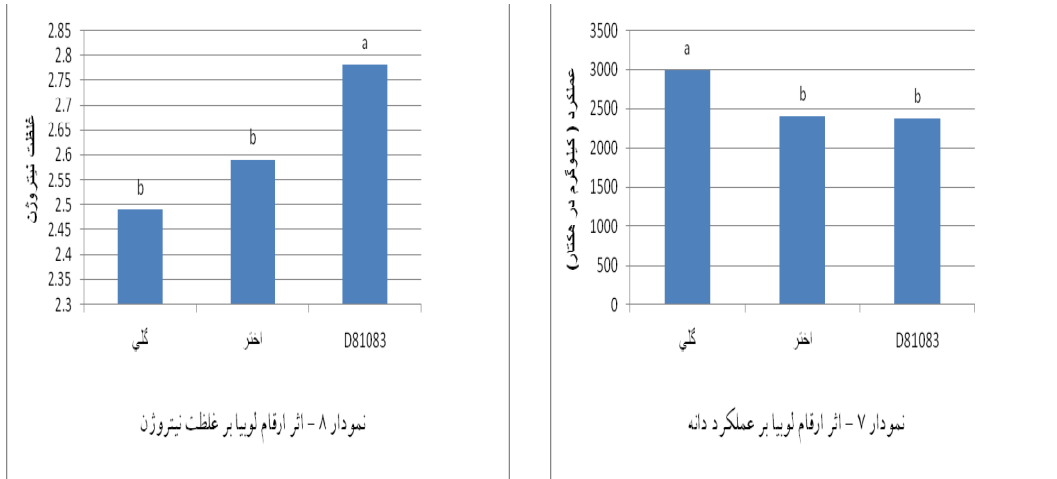 3500
3000
2500
2000
1500
1000
500
0
عملکرد ( کیلوگرم در هکتار)
a
b
b
گلي
اختر
D81083
نمودار ۷ – اثر ارقام لوبیا بر عملکرد دانه
2.85
2.8
2.75
2.7
2.65
2.6
2.55
2.5
2.45
2.4
2.35
2.3
غلظت نیتروژت
b
b
a
گلي
اختر
D81083
نمودار ۸ – اثر ارقام لوبیا بر غلظت نیتروژن